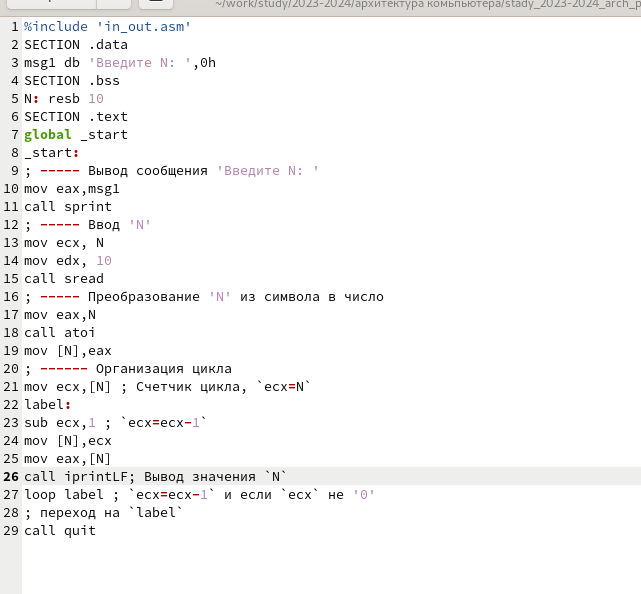 ~/work/study/2023-2024/архитектура компьютера/stady_2023-2024_arch_p
1 %include 'in_out.asm'
2 SECTION .data
3 msg1 db 'Введите N: ',0h
4 SECTION .bss
5 N: resb 10
6 SECTION .text
7 global _start
8 _start:
9 ; ----- Вывод сообщения 'Введите N: '
10 mov eax,msg1
11 call sprint
12 ; ----- Ввод 'N'
13 mov ecx, N
14 mov edx, 10
15 call sread
16 ; ----- Преобразование 'N' из символа в число
17 mov eax,N
18 call atoi
19 mov [N],eax
20 ; ------ Организация цикла
21 mov ecx,[N] ; Счетчик цикла, `ecx=N`
22 label:
23 sub ecx,1 ; `ecx=ecx-1`
24 mov [N],ecx
25 mov eax,[N]
26 call iprintLF; Вывод значения `N`
27 loop label ; `ecx=ecx-1` и если `ecx` не '0'
28 ; переход на `label`
29 call quit